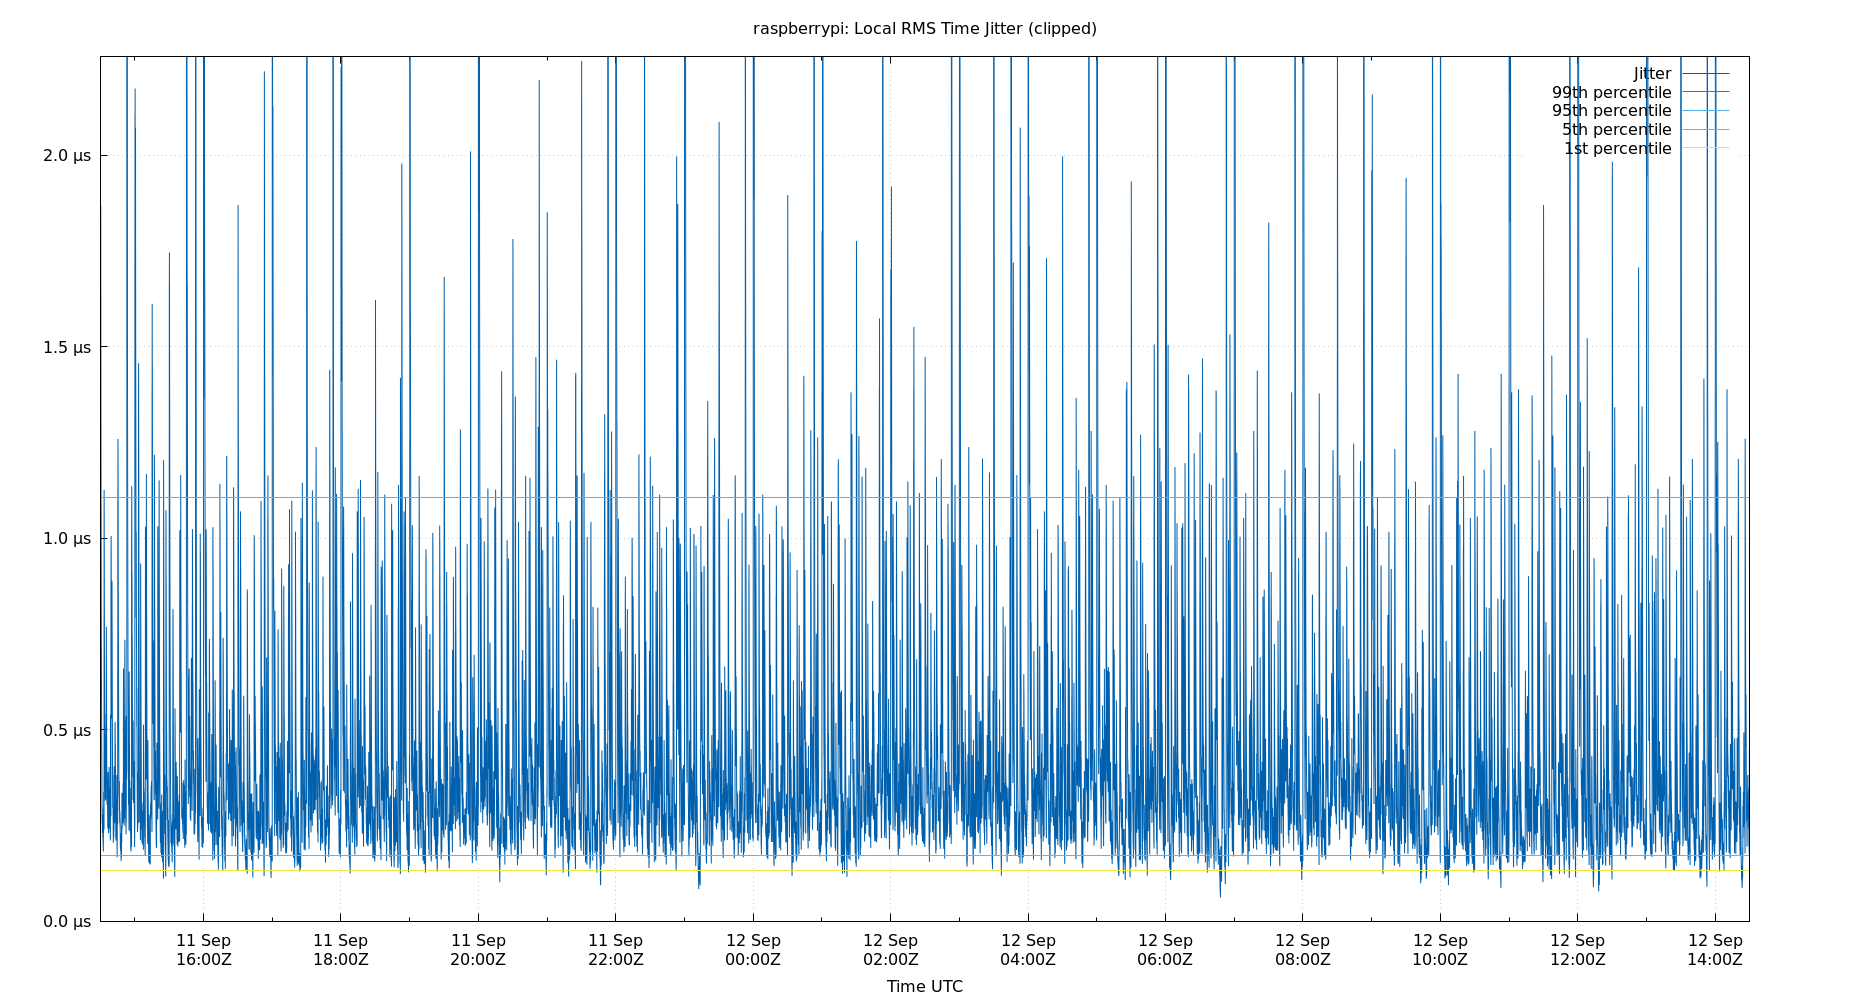 raspberrypi: Local RMS Time Jitter (clipped)
Jitter
99th percentile
95th percentile
5th percentile
1st percentile
2.0 µs
1.5 µs
1.0 µs
0.5 µs
0.0 µs
11 Sep 11 Sep 11 Sep 11 Sep 12 Sep 12 Sep 12 Sep 12 Sep 12 Sep 12 Sep 12 Sep 12 Sep
16:00Z 18:00Z 20:00Z 22:00Z 00:00Z 02:00Z 04:00Z 06:00Z 08:00Z 10:00Z 12:00Z 14:00Z
Time UTC